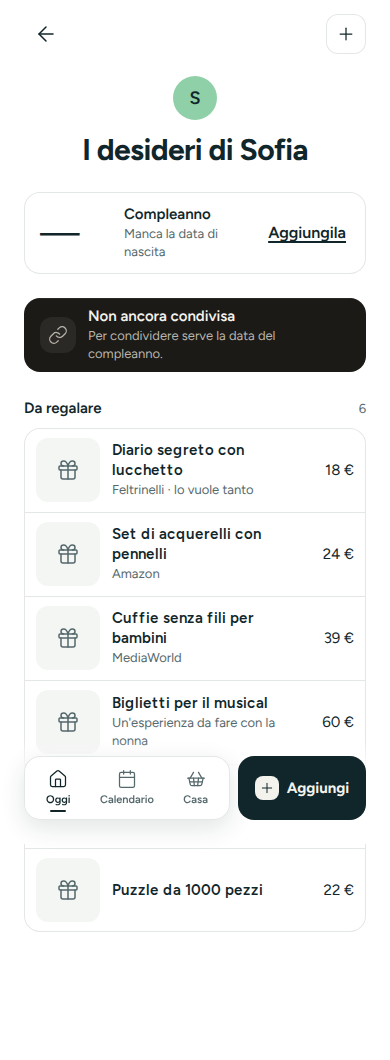 S
I desideri di Sofia
Compleanno
Manca la data di
nascita
Aggiungila
Non ancora condivisa
Per condividere serve la data del
compleanno.
Da regalare
6
Diario segreto con
lucchetto
Feltrinelli · lo vuole tanto
18 €
Set di acquerelli con
pennelli
Amazon
24 €
Cuffie senza fili per
bambini
MediaWorld
39 €
Biglietti per il musical
Un'esperienza da fare con la
nonna
60 €
Oggi
Calendario
Casa
Aggiungi
Puzzle da 1000 pezzi
22 €